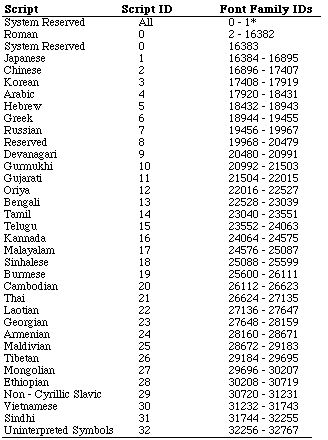 Script Script ID Font Family IDs
System Reserved All 0 - 1*
Roman 0 2 - 16382
System Reserved 0 16383
Japanese 1 16384 - 16895
Chinese 2 16896 - 17407
Korean 3 17408 - 17919
Arabic 4 17920 - 18431
Hebrew 5 18432 - 18943
Greek 6 18944 - 19455
Russian 7 19456 - 19967
Reserved 8 19968 - 20479
Devanagari 9 20480 - 20991
Gurmukhi 10 20992 - 21503
Gujarati 11 21504 - 22015
Oriya 12 22016 - 22527
Bengali 13 22528 - 23039
Tamil 14 23040 - 23551
Telugu 15 23552 - 24063
Kannada 16 24064 - 24575
Malayalam 17 24576 - 25087
Sinhalese 18 25088 - 25599
Burmese 19 25600 - 26111
Cambodian 20 26112 - 26623
Thai 21 26624 - 27135
Laotian 22 27136 - 27647
Georgian 23 27648 - 28159
Armenian 24 28160 - 28671
Maldivian 25 28672 - 29183
Tibetan 26 29184 - 29695
Mongolian 27 29696 - 30207
Ethiopian 28 30208 - 30719
Non - Cyrillic Slavic 29 30720 - 31231
Vietnamese 30 31232 - 31743
Sindhi 31 31744 - 32255
Uninterpreted Symbols 32 32256 - 32767